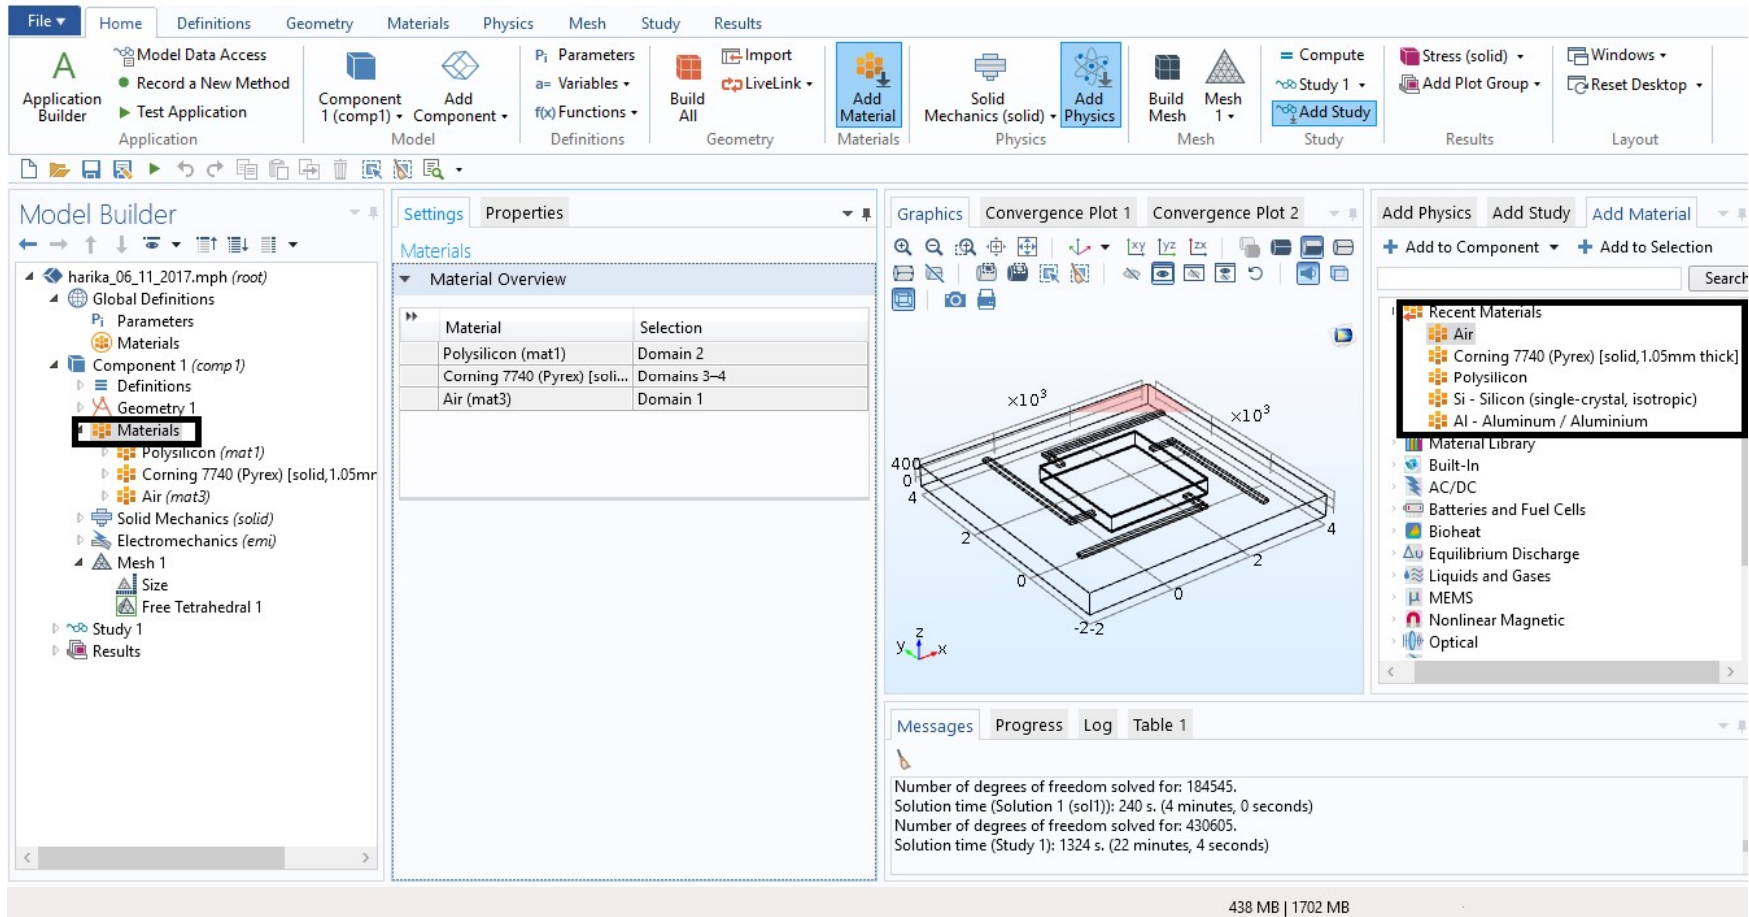 File Home Definitions Geometry Materials Physics Mesh Study Results
A
Application
Builder
Model Data Access
Record a New Method
Test Application
Application
Component
1 (comp1)
Add
Component
Model
Pi Parameters
a= Variables
f(x) Functions
Definitions
Build
All
Import
LiveLink
Geometry
Add
Material
Materials
Solid
Mechanics (solid)
Add
Physics
Physics
Build
Mesh
Mesh
1
Mesh
= Compute
Study 1
Add Study
Study
Stress (solid)
Add Plot Group
Results
Windows
Reset Desktop
Layout
Model Builder
harika_06_11_2017.mph (root)
Global Definitions
Pi Parameters
Materials
Component 1 (comp1)
Definitions
Geometry 1
Materials
Polysilicon (mat1)
Corning 7740 (Pyrex) [solid,1.05mr
Air (mat3)
Solid Mechanics (solid)
Electromechanics (emi)
Mesh 1
Size
Free Tetrahedral 1
Study 1
Results
Settings Properties
Materials
Material Overview
Material Selection
Polysilicon (mat1) Domain 2
Corning 7740 (Pyrex) [soli... Domains 3–4
Air (mat3) Domain 1
Graphics Convergence Plot 1 Convergence Plot 2
xy yz zx
×10³
×10³
400
0
4
2
0
-2
-2
0
2
4
z
y
x
Messages Progress Log Table 1
Number of degrees of freedom solved for: 184545.
Solution time (Solution 1 (sol1)): 240 s. (4 minutes, 0 seconds)
Number of degrees of freedom solved for: 430605.
Solution time (Study 1): 1324 s. (22 minutes, 4 seconds)
Add Physics Add Study Add Material
+ Add to Component + Add to Selection
Search
Recent Materials
Air
Corning 7740 (Pyrex) [solid,1.05mm thick]
Polysilicon
Si - Silicon (single-crystal, isotropic)
Al - Aluminum / Aluminium
Material Library
Built-In
AC/DC
Batteries and Fuel Cells
Bioheat
Δu Equilibrium Discharge
Liquids and Gases
μ MEMS
Nonlinear Magnetic
Optical
438 MB | 1702 MB